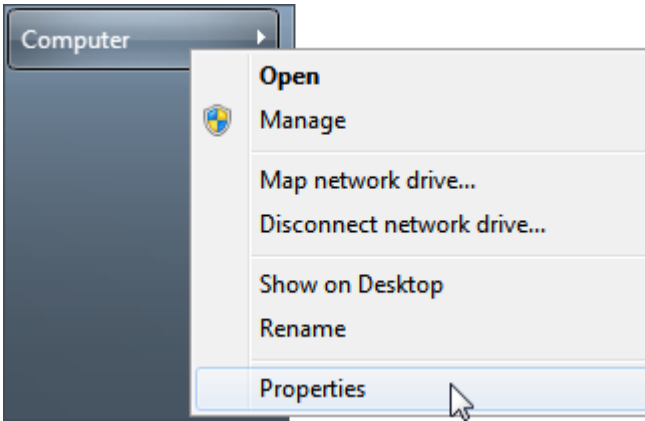 Computer
Open
Manage
Map network drive...
Disconnect network drive...
Show on Desktop
Rename
Properties